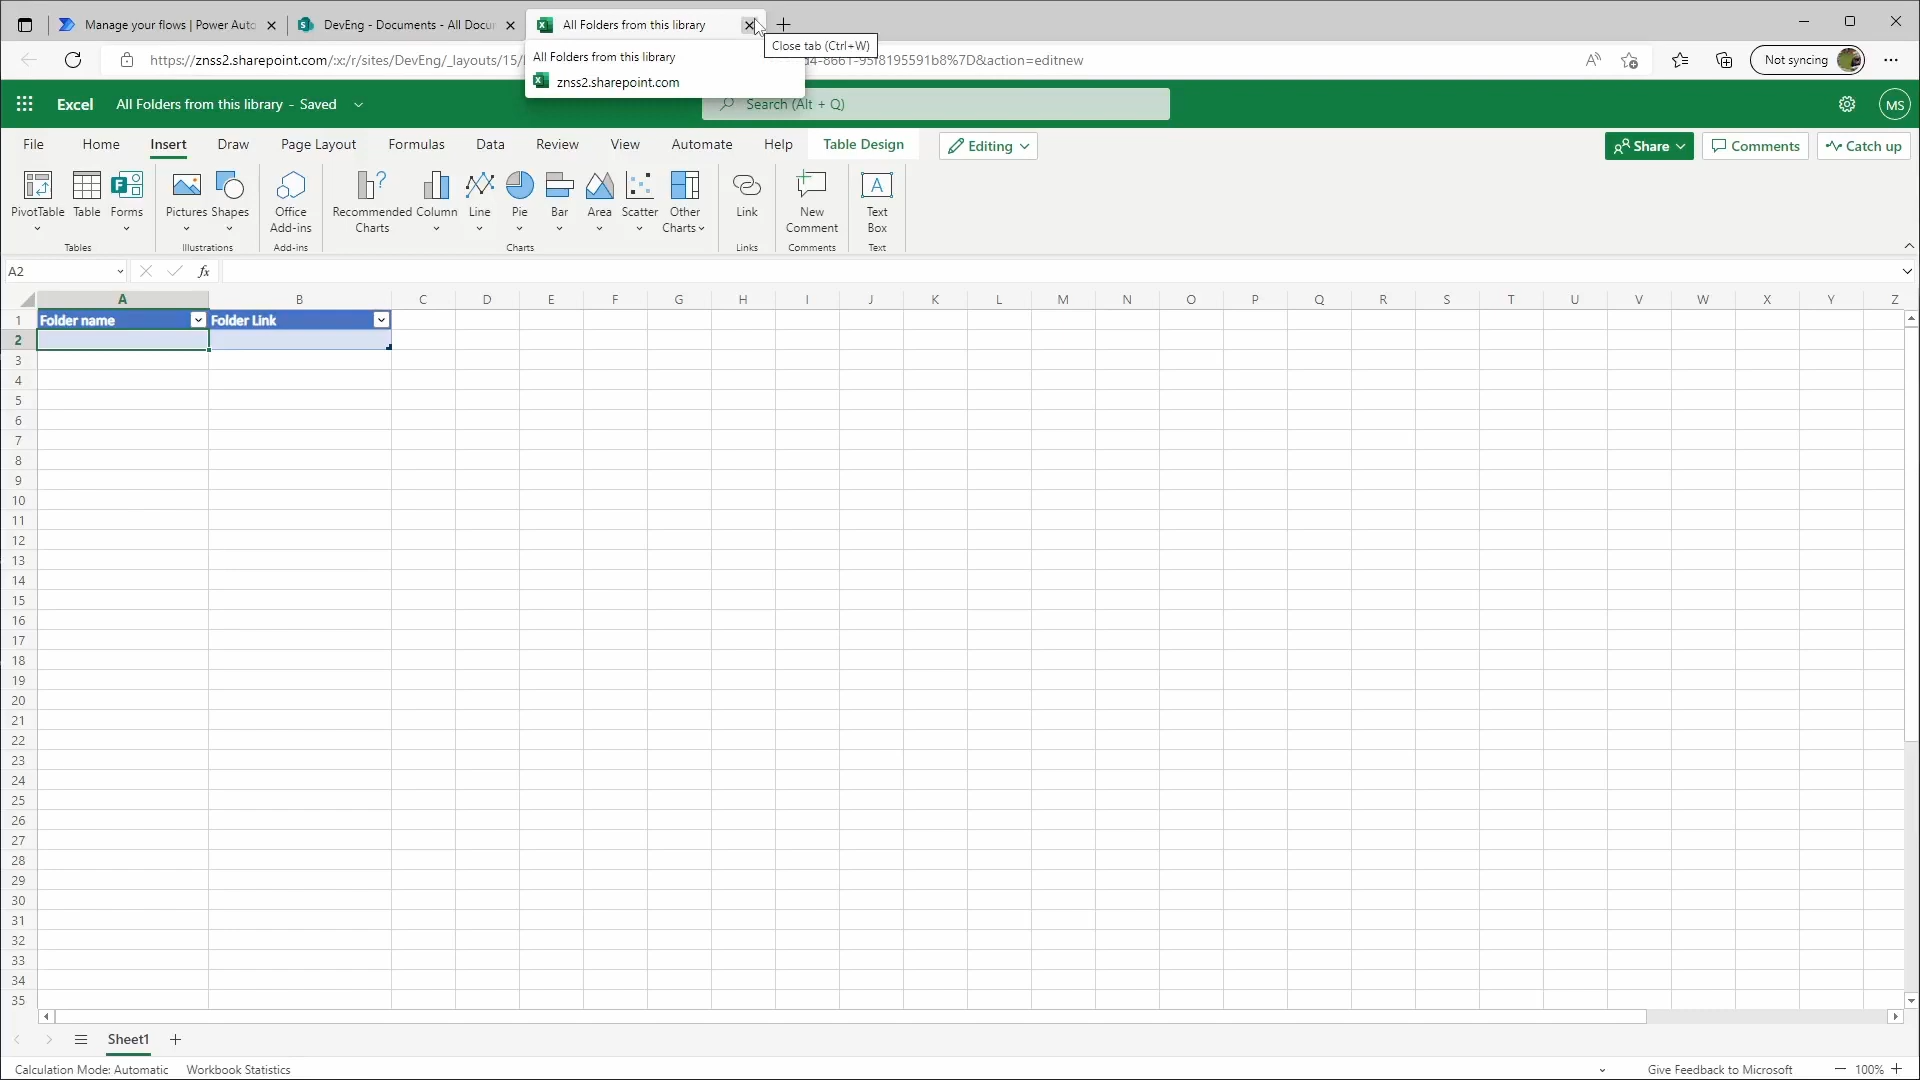 Manage your flows | Power Auto
DevEng - Documents - All Docu
All Folders from this library
Close tab (Ctrl+W)
All Folders from this library
znss2.sharepoint.com
https://znss2.sharepoint.com/:x:/r/sites/DevEng/_layouts/15/
-8661-95f8195591b8%7D&action=editnew
Not syncing
Excel
All Folders from this library - Saved
Search (Alt + Q)
MS
File
Home
Insert
Draw
Page Layout
Formulas
Data
Review
View
Automate
Help
Table Design
Editing
Share
Comments
Catch up
PivotTable
Table
Forms
Tables
Pictures
Shapes
Illustrations
Office
Add-ins
Add-ins
Recommended
Charts
Column
Line
Pie
Bar
Area
Scatter
Other
Charts
Charts
Link
Links
New
Comment
Comments
Text
Box
Text
A2
fx
A B C D E F G H I J K L M N O P Q R S T U V W X Y Z
1 Folder name Folder Link
2
3
4
5
6
7
8
9
10
11
12
13
14
15
16
17
18
19
20
21
22
23
24
25
26
27
28
29
30
31
32
33
34
35
Sheet1
Calculation Mode: Automatic Workbook Statistics
Give Feedback to Microsoft
100%